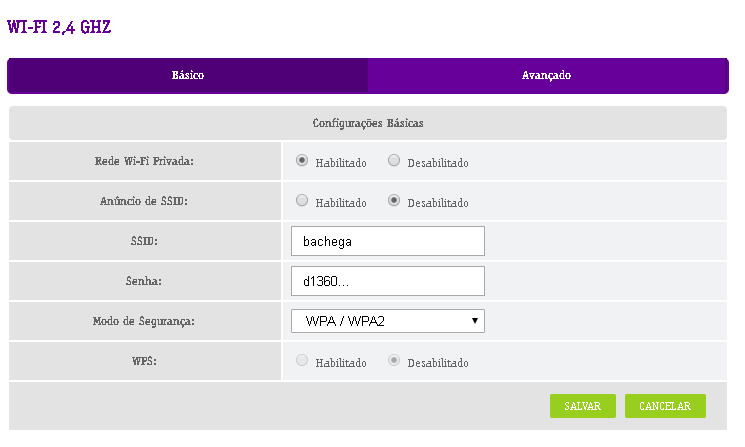 WI-FI 2,4 GHZ
Básico Avançado
Configurações Básicas
Rede Wi-Fi Privada: Habilitado Desabilitado
Anúncio de SSID: Habilitado Desabilitado
SSID: bachega
Senha: d1360...
Modo de Segurança: WPA / WPA2
WPS: Habilitado Desabilitado
SALVAR CANCELAR